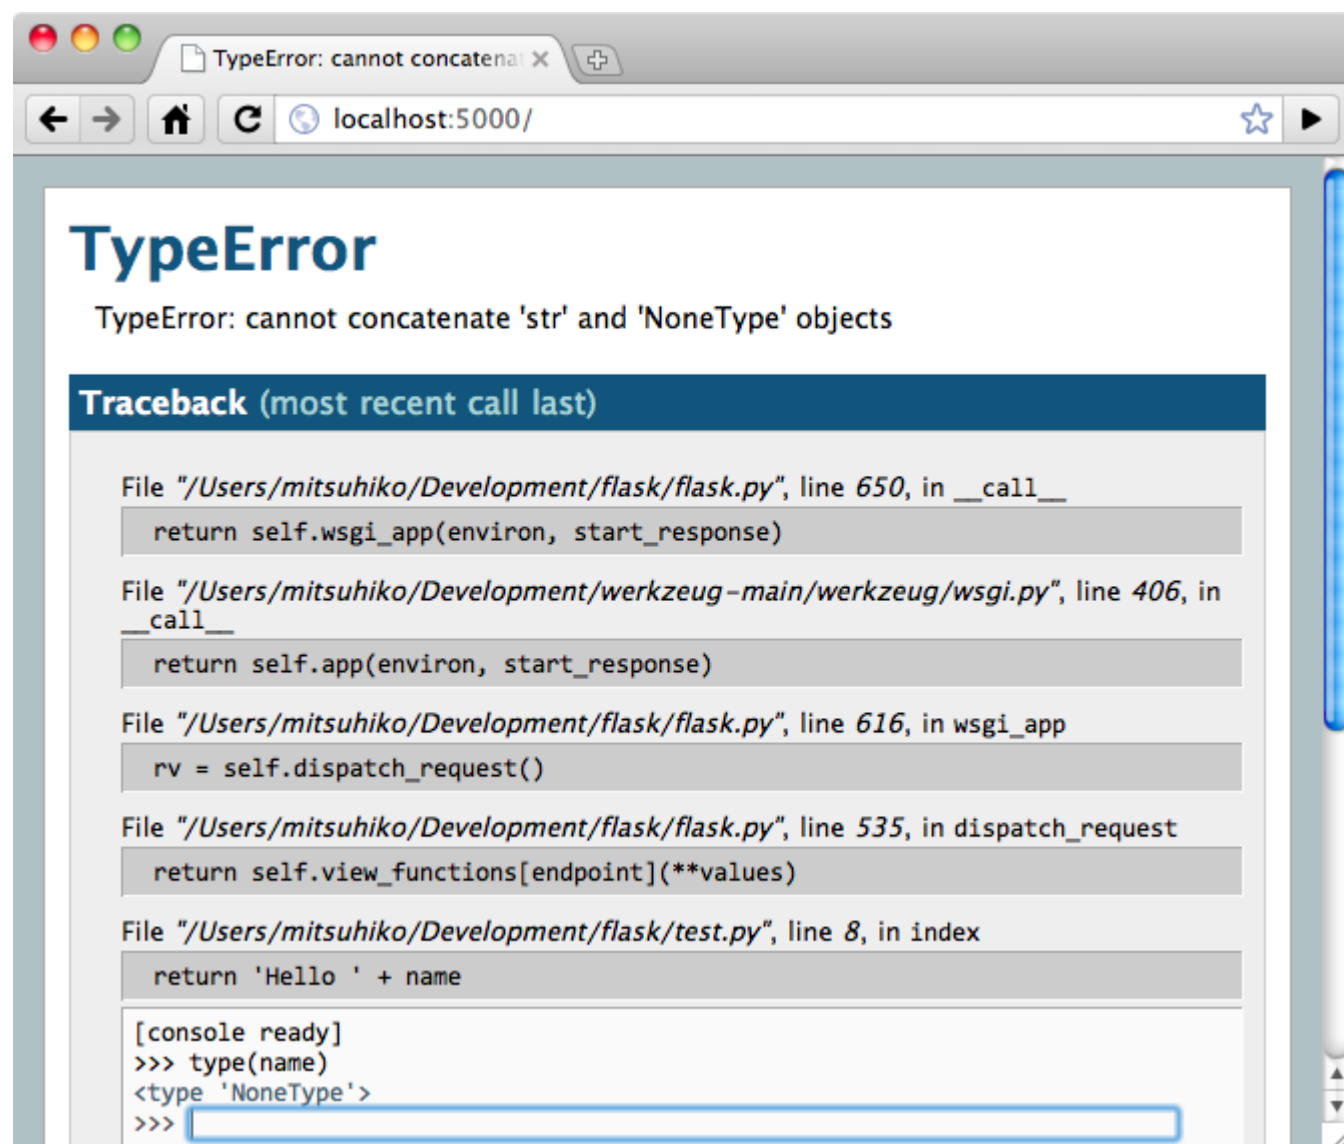 TypeError: cannot concatena
localhost:5000/
TypeError
TypeError: cannot concatenate 'str' and 'NoneType' objects
Traceback (most recent call last)
File "/Users/mitsuhiko/Development/flask/flask.py", line 650, in __call__
return self.wsgi_app(environ, start_response)
File "/Users/mitsuhiko/Development/werkzeug-main/werkzeug/wsgi.py", line 406, in
__call__
return self.app(environ, start_response)
File "/Users/mitsuhiko/Development/flask/flask.py", line 616, in wsgi_app
rv = self.dispatch_request()
File "/Users/mitsuhiko/Development/flask/flask.py", line 535, in dispatch_request
return self.view_functions[endpoint](**values)
File "/Users/mitsuhiko/Development/flask/test.py", line 8, in index
return 'Hello ' + name
[console ready]
>>> type(name)
<type 'NoneType'>
>>>